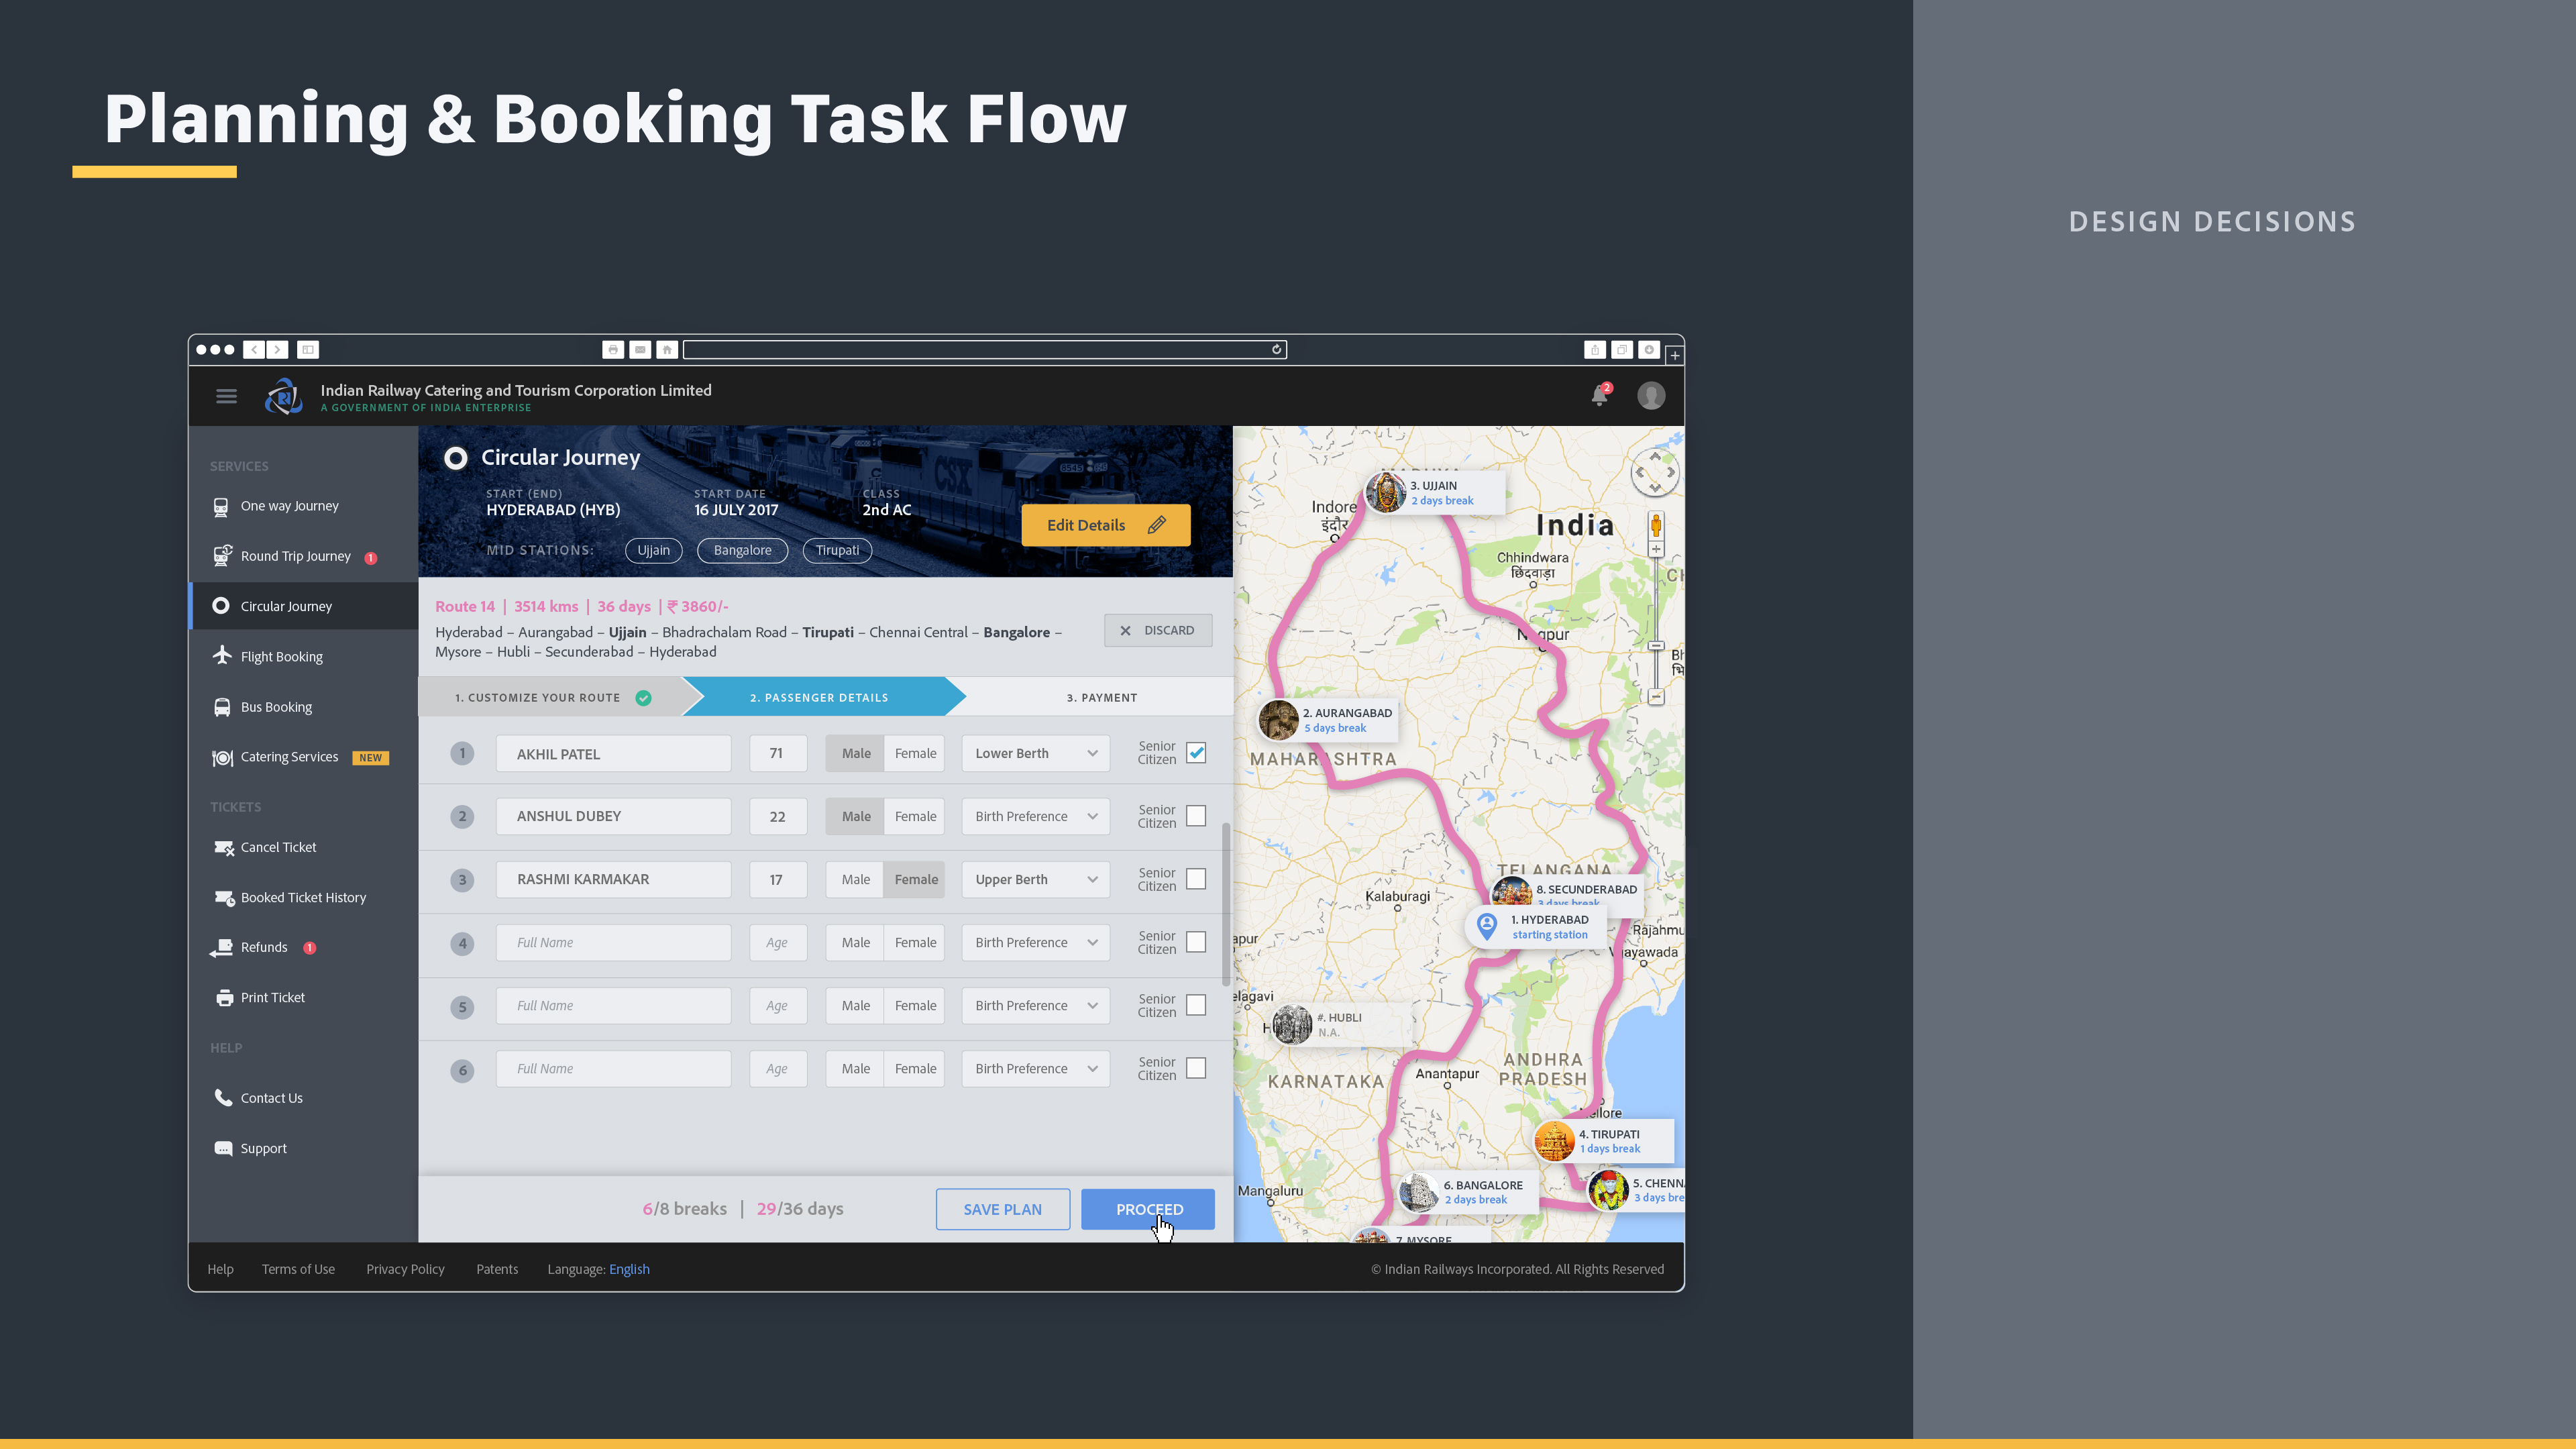 Planning & Booking Task Flow
DESIGN DECISIONS
Indian Railway Catering and Tourism Corporation Limited
A GOVERNMENT OF INDIA ENTERPRISE
2
SERVICES
One way Journey
Round Trip Journey 1
Circular Journey
Flight Booking
Bus Booking
Catering Services NEW
TICKETS
Cancel Ticket
Booked Ticket History
Refunds 1
Print Ticket
HELP
Contact Us
Support
Circular Journey
START (END)
HYDERABAD (HYB)
START DATE
16 JULY 2017
CLASS
2nd AC
CSX
Edit Details
MID STATIONS: Ujjain Bangalore Tirupati
Route 14 | 3514 kms | 36 days | ₹ 3860/-
Hyderabad – Aurangabad – Ujjain – Bhadrachalam Road – Tirupati – Chennai Central – Bangalore –
Mysore – Hubli – Secunderabad – Hyderabad
DISCARD
1. CUSTOMIZE YOUR ROUTE
2. PASSENGER DETAILS
3. PAYMENT
1 AKHIL PATEL 71 Male Female Lower Berth Senior
Citizen
2 ANSHUL DUBEY 22 Male Female Birth Preference Senior
Citizen
3 RASHMI KARMAKAR 17 Male Female Upper Berth Senior
Citizen
4 Full Name Age Male Female Birth Preference Senior
Citizen
5 Full Name Age Male Female Birth Preference Senior
Citizen
6 Full Name Age Male Female Birth Preference Senior
Citizen
6/8 breaks | 29/36 days
SAVE PLAN
PROCEED
3. UJJAIN
2 days break
Indore
इंदौर
India
Chhindwara
छिंदवाड़ा
Nagpur
2. AURANGABAD
5 days break
MAHARASHTRA
TELANGANA
8. SECUNDERABAD
3 days break
Kalaburagi
1. HYDERABAD
starting station
Rajahmu
apur
elagavi
#. HUBLI
N.A.
ANDHRA
PRADESH
Anantapur
KARNATAKA
4. TIRUPATI
1 days break
6. BANGALORE
2 days break
5. CHENN
3 days bre
Mangaluru
7. MYSORE
Help
Terms of Use
Privacy Policy
Patents
Language: English
© Indian Railways Incorporated. All Rights Reserved